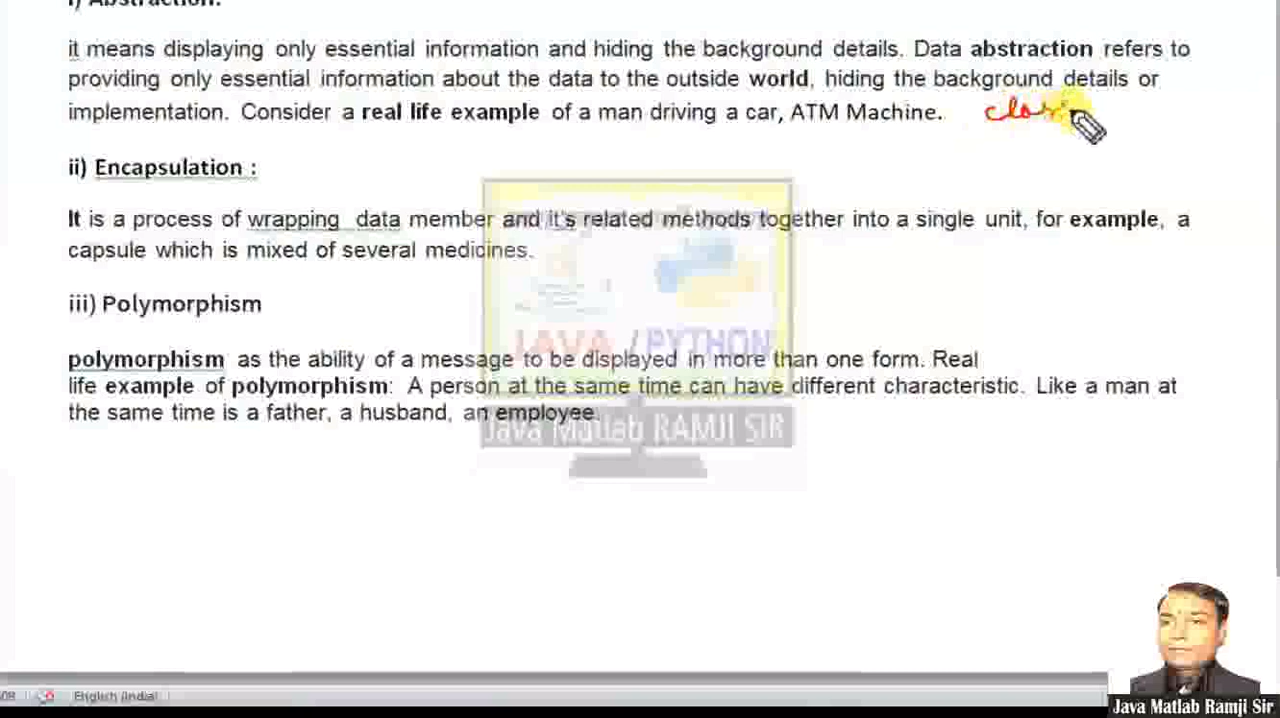 i) Abstraction:
it means displaying only essential information and hiding the background details. Data abstraction refers to
providing only essential information about the data to the outside world, hiding the background details or
implementation. Consider a real life example of a man driving a car, ATM Machine.
ii) Encapsulation :
It is a process of wrapping data member and it's related methods together into a single unit, for example, a
capsule which is mixed of several medicines.
iii) Polymorphism
polymorphism as the ability of a message to be displayed in more than one form. Real
life example of polymorphism: A person at the same time can have different characteristic. Like a man at
the same time is a father, a husband, an employee.
JAVA / PYTHON
Java Matlab RAMJI SIR
English (India)
Java Matlab Ramji Sir